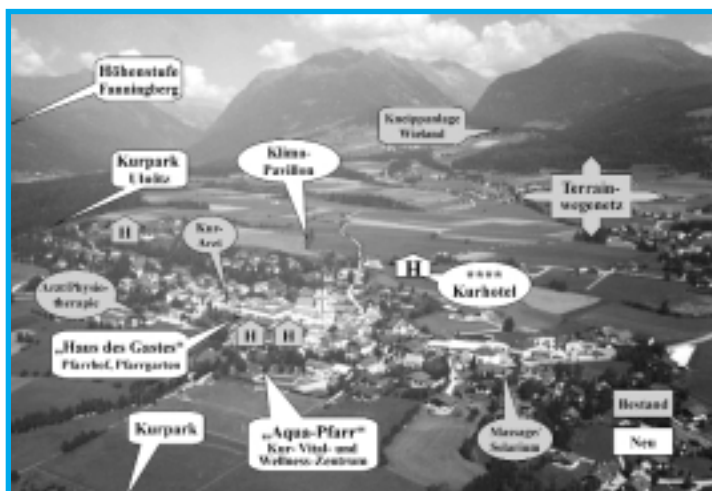 Höhenstufe
Fanningberg
Kneippanlage
Wieland
Kurpark
Klima-
Pavillon
Terrain-
wegenetz
H
Kur-
Arzt
H
****
Kurhotel
Arzt/Physio-
therapie
„Haus des Gastes“
Pfarrhof, Pfarrgarten
H
H
Kurpark
„Aqua-Pfarr“
Kur- Vital- und
Wellness-Zentrum
Massage/
Solarium
Bestand
Neu